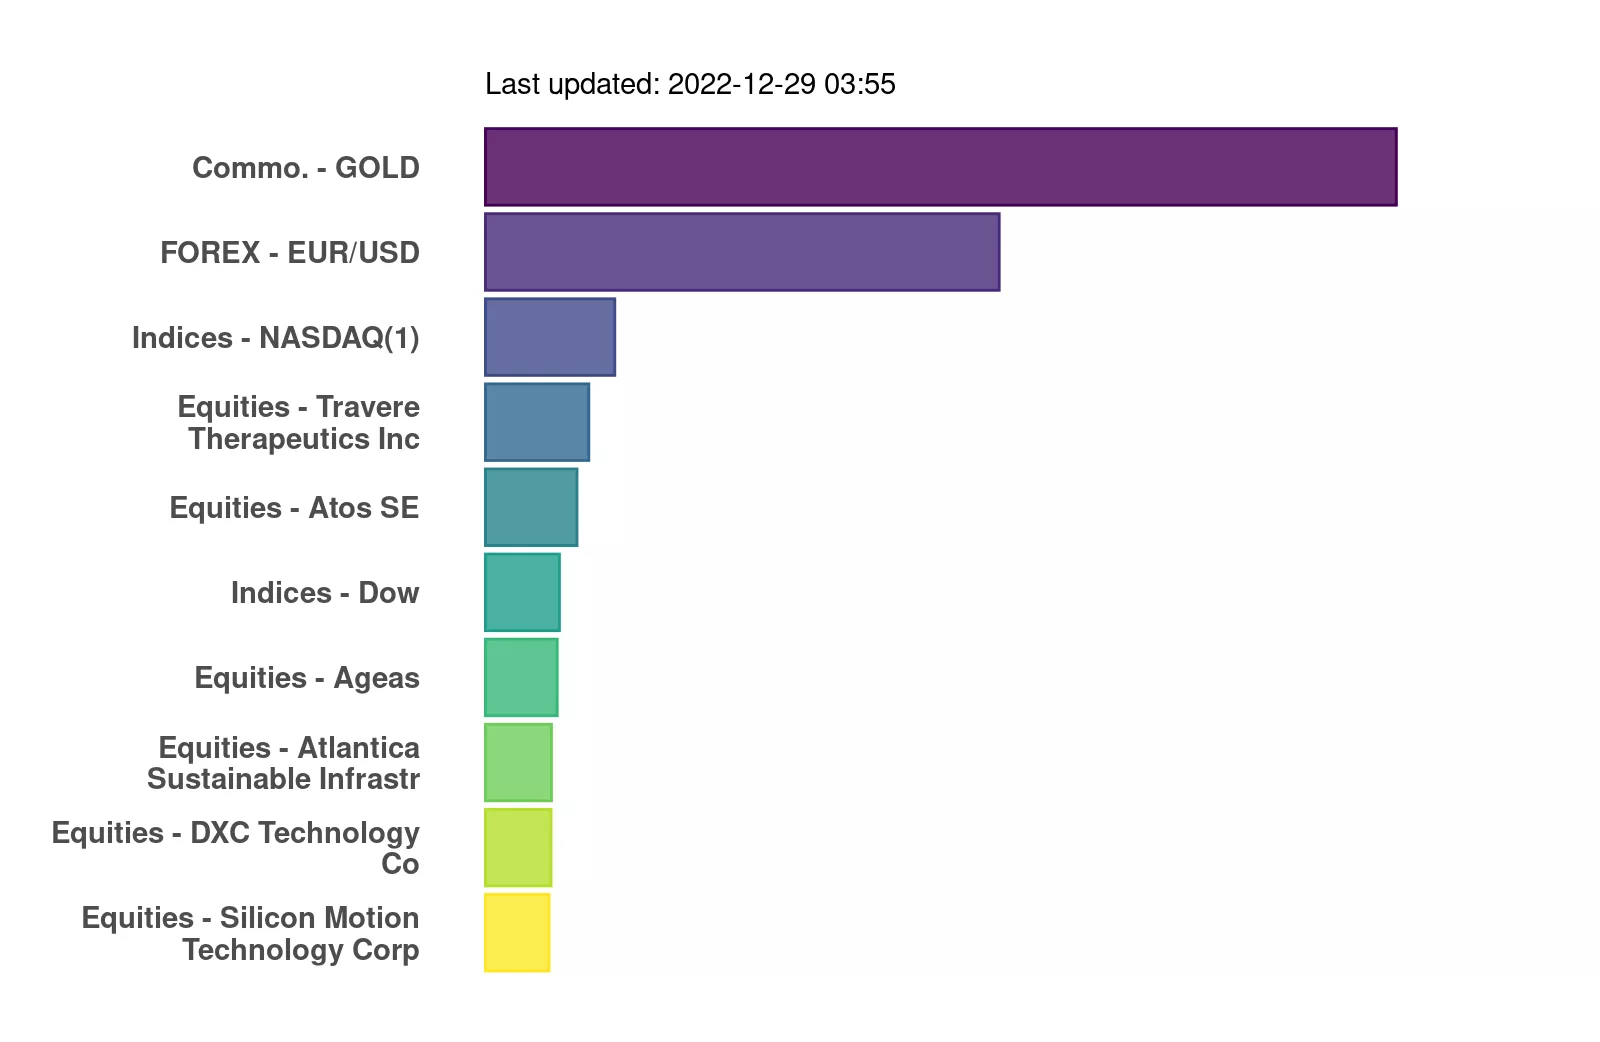 Last updated: 2022-12-29 03:55
Commo. - GOLD
FOREX - EUR/USD
Indices - NASDAQ(1)
Equities - Travere
Therapeutics Inc
Equities - Atos SE
Indices - Dow
Equities - Ageas
Equities - Atlantica
Sustainable Infrastr
Equities - DXC Technology
Co
Equities - Silicon Motion
Technology Corp